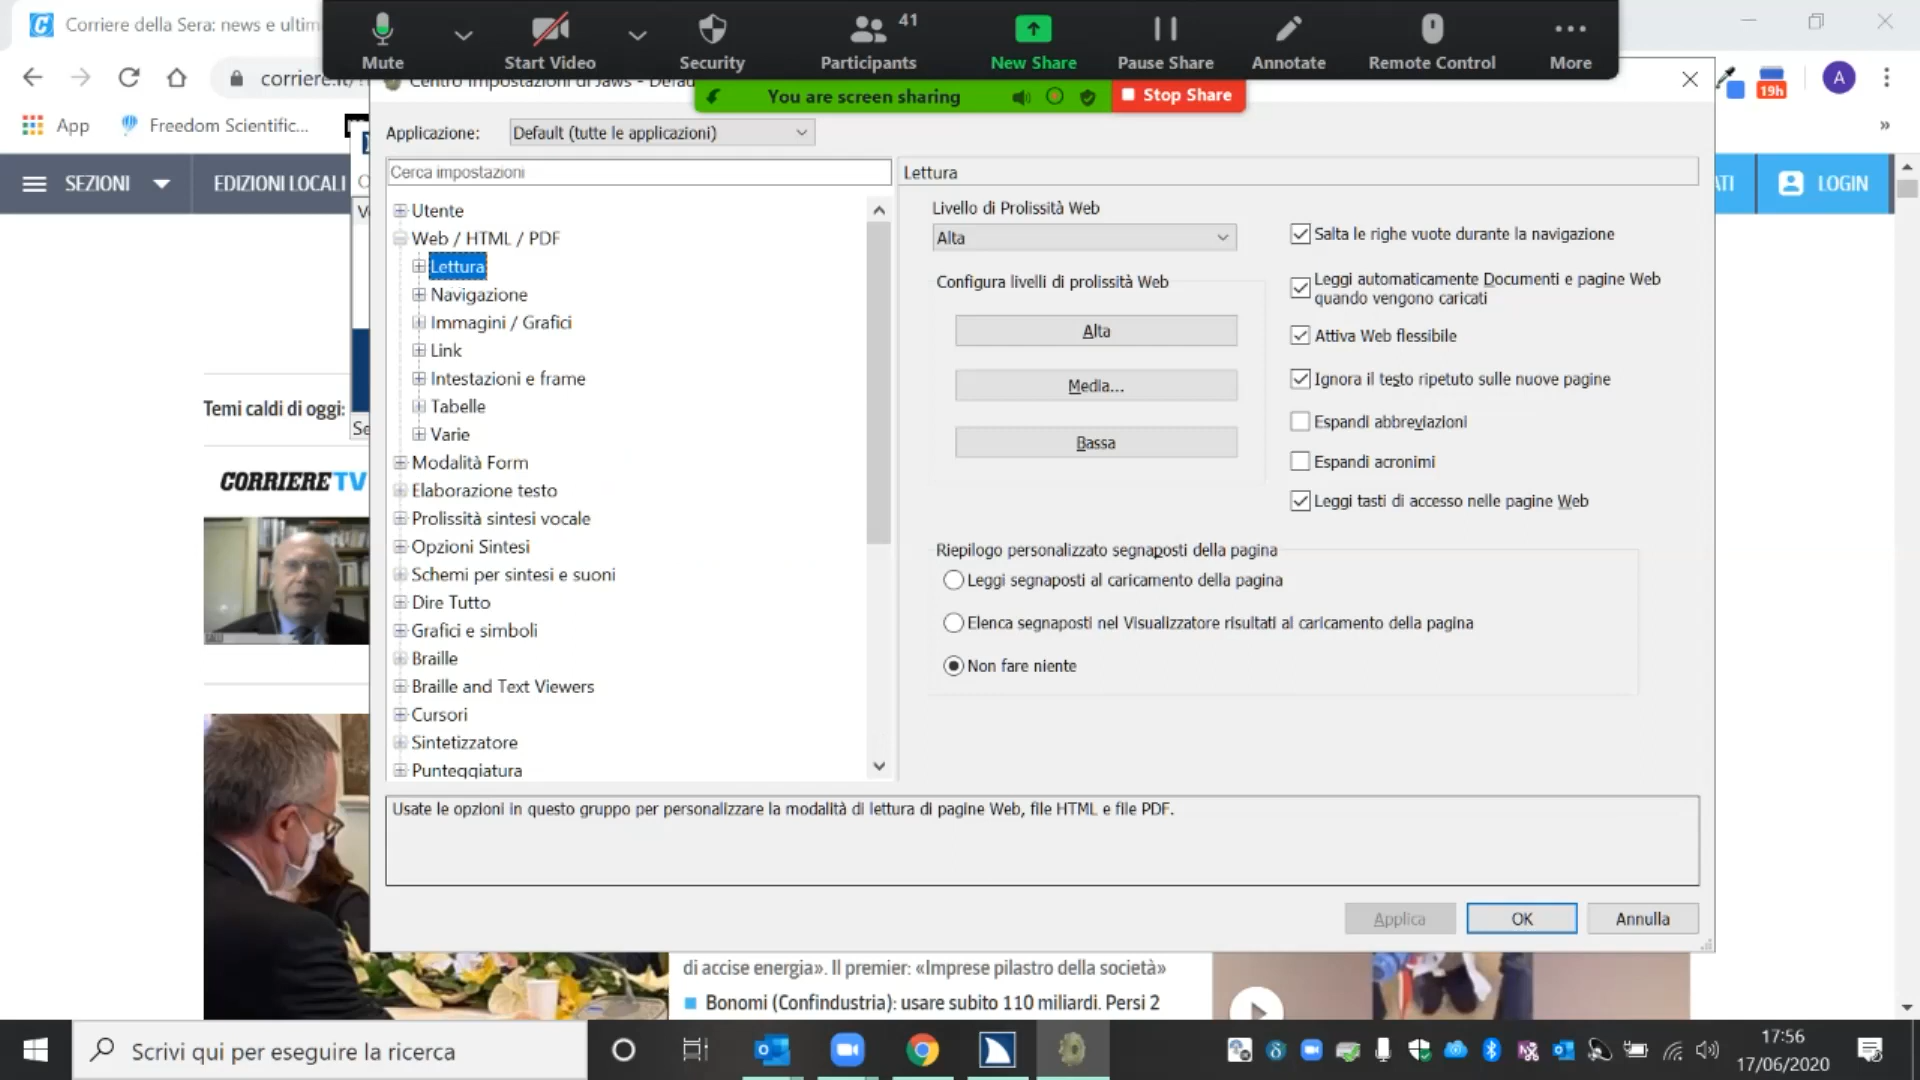 Corriere della Sera: news e ultim
Mute
Start Video
Security
Participants
41
New Share
Pause Share
Annotate
Remote Control
More
You are screen sharing
Stop Share
corriere.it/
A
19h
App
Freedom Scientific...
»
SEZIONI
EDIZIONI LOCALI
LOGIN
Centro Impostazioni di Jaws - Defau
Applicazione:
Default (tutte le applicazioni)
Cerca impostazioni
Utente
Web / HTML / PDF
Lettura
Navigazione
Immagini / Grafici
Link
Intestazioni e frame
Tabelle
Varie
Modalità Form
Elaborazione testo
Prolissità sintesi vocale
Opzioni Sintesi
Schemi per sintesi e suoni
Dire Tutto
Grafici e simboli
Braille
Braille and Text Viewers
Cursori
Sintetizzatore
Punteggiatura
Lettura
Livello di Prolissità Web
Alta
Configura livelli di prolissità Web
Alta
Media...
Bassa
Salta le righe vuote durante la navigazione
Leggi automaticamente Documenti e pagine Web
quando vengono caricati
Attiva Web flessibile
Ignora il testo ripetuto sulle nuove pagine
Espandi abbreviazioni
Espandi acronimi
Leggi tasti di accesso nelle pagine Web
Riepilogo personalizzato segnaposti della pagina
Leggi segnaposti al caricamento della pagina
Elenca segnaposti nel Visualizzatore risultati al caricamento della pagina
Non fare niente
Usate le opzioni in questo gruppo per personalizzare la modalità di lettura di pagine Web, file HTML e file PDF.
Applica
OK
Annulla
Temi caldi di oggi:
Se
CORRIERE TV
di accise energia». Il premier: «Imprese pilastro della società»
Bonomi (Confindustria): usare subito 110 miliardi. Persi 2
Scrivi qui per eseguire la ricerca
17:56
17/06/2020